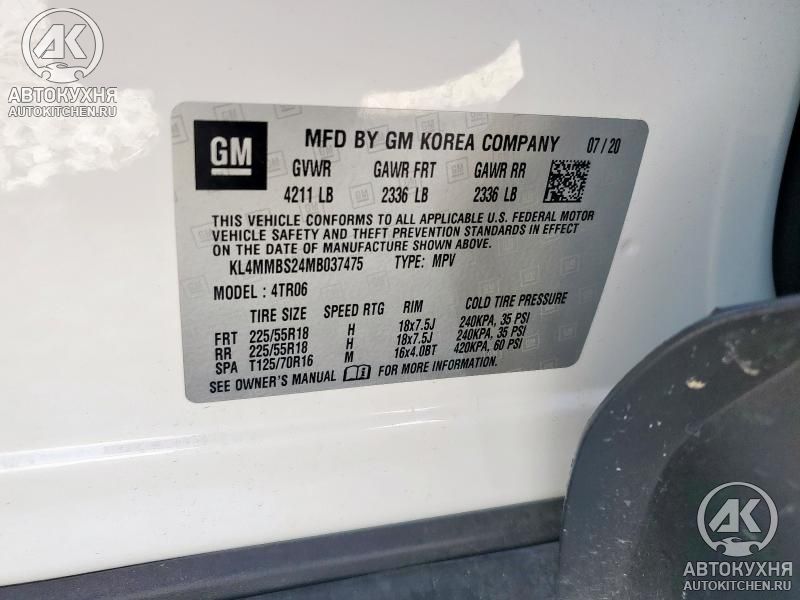 AK
АВТОКУХНЯ
AUTOKITCHEN.RU
GM
MFD BY GM KOREA COMPANY 07/20
GVWR GAWR FRT GAWR RR
4211 LB 2336 LB 2336 LB
THIS VEHICLE CONFORMS TO ALL APPLICABLE U.S. FEDERAL MOTOR
VEHICLE SAFETY AND THEFT PREVENTION STANDARDS IN EFFECT
ON THE DATE OF MANUFACTURE SHOWN ABOVE.
KL4MMBS24MB037475 TYPE: MPV
MODEL: 4TR06
TIRE SIZE SPEED RTG RIM COLD TIRE PRESSURE
FRT 225/55R18 H 18x7.5J 240KPA, 35 PSI
RR 225/55R18 H 18x7.5J 240KPA, 35 PSI
SPA T125/70R16 M 16x4.0BT 420KPA, 60 PSI
SEE OWNER'S MANUAL FOR MORE INFORMATION.
AK
АВТОКУХНЯ
AUTOKITCHEN.RU